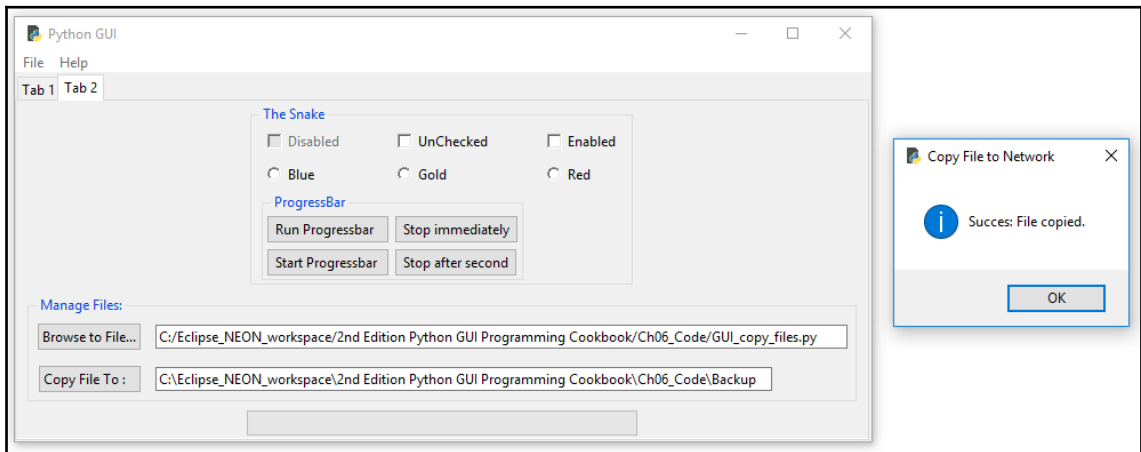 Python GUI
File Help
Tab 1 Tab 2
The Snake
Disabled UnChecked Enabled
Blue Gold Red
ProgressBar
Run Progressbar Stop immediately
Start Progressbar Stop after second
Manage Files:
Browse to File... C:/Eclipse_NEON_workspace/2nd Edition Python GUI Programming Cookbook/Ch06_Code/GUI_copy_files.py
Copy File To : C:\Eclipse_NEON_workspace\2nd Edition Python GUI Programming Cookbook\Ch06_Code\Backup
Copy File to Network
Succes: File copied.
OK